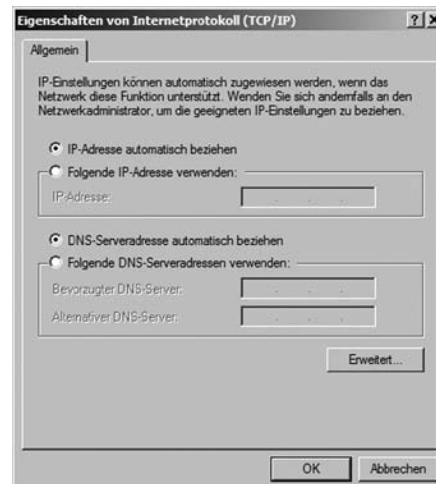 Eigenschaften von Internetprotokoll (TCP/IP)
Allgemein
IP-Einstellungen können automatisch zugewiesen werden, wenn das
Netzwerk diese Funktion unterstützt. Wenden Sie sich andernfalls an den
Netzwerkadministrator, um die geeigneten IP-Einstellungen zu beziehen.
IP-Adresse automatisch beziehen
Folgende IP-Adresse verwenden:
IP-Adresse:
DNS-Serveradresse automatisch beziehen
Folgende DNS-Serveradressen verwenden:
Bevorzugter DNS-Server:
Alternativer DNS-Server:
Erweitert...
OK
Abbrechen